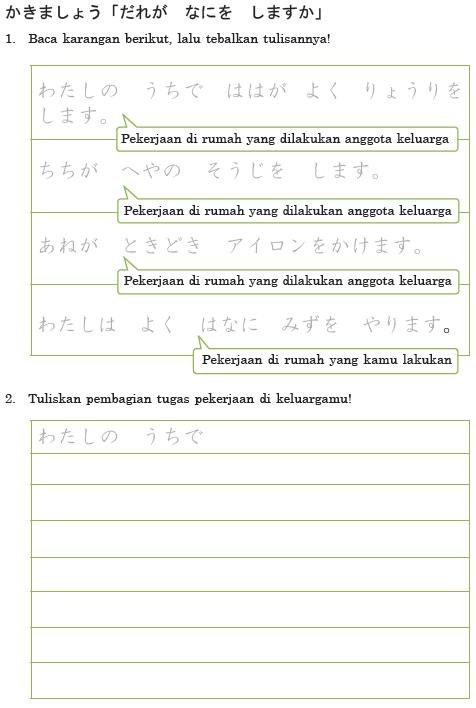 かきましょう「だれが　なにを　しますか」
1. Baca karangan berikut, lalu tebalkan tulisannya!
わたしの　うちで　ははが　よく　りょうりを
します。
Pekerjaan di rumah yang dilakukan anggota keluarga
ちちが　へやの　そうじを　します。
Pekerjaan di rumah yang dilakukan anggota keluarga
あねが　ときどき　アイロンをかけます。
Pekerjaan di rumah yang dilakukan anggota keluarga
わたしは　よく　はなに　みずを　やります。
Pekerjaan di rumah yang kamu lakukan
2. Tuliskan pembagian tugas pekerjaan di keluargamu!
わたしの　うちで